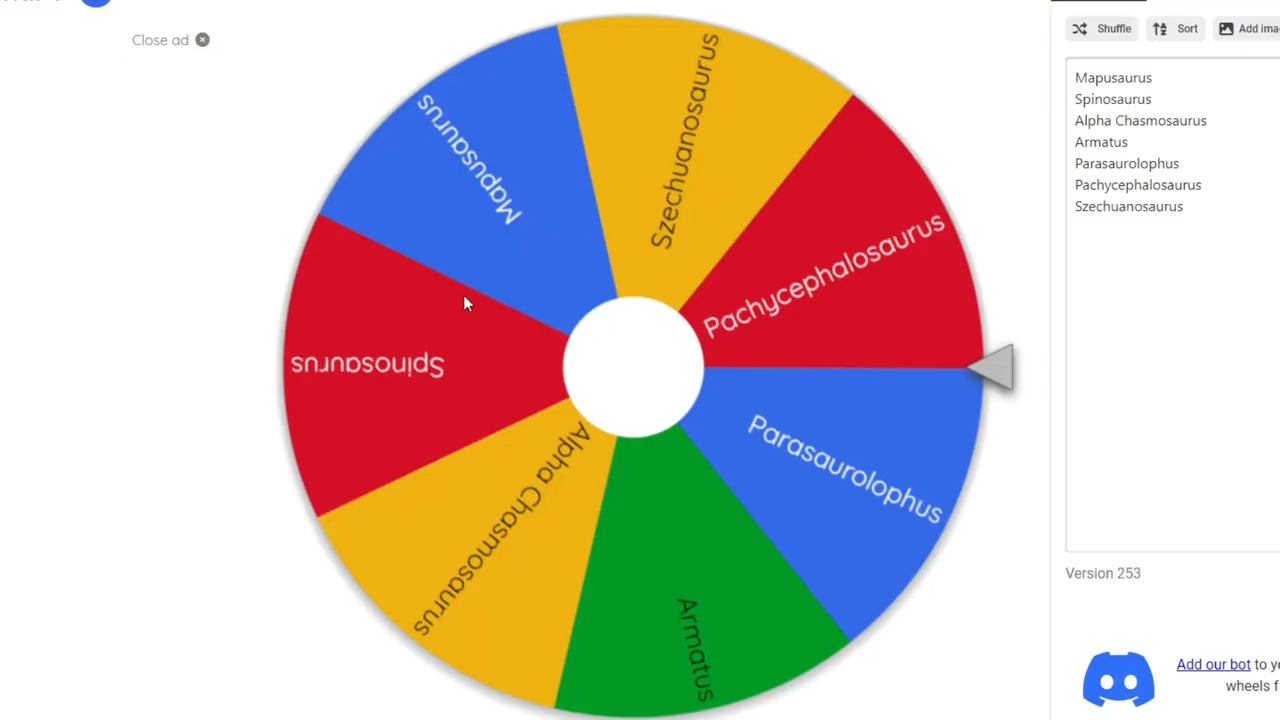 Close ad
Szechuanosaurus
Mapusaurus
Pachycephalosaurus
Spinosaurus
Parasaurolophus
Alpha Chasmosaurus
Armatus
Shuffle
Sort
Add ima
Mapusaurus
Spinosaurus
Alpha Chasmosaurus
Armatus
Parasaurolophus
Pachycephalosaurus
Szechuanosaurus
Version 253
Add our bot to y
wheels f